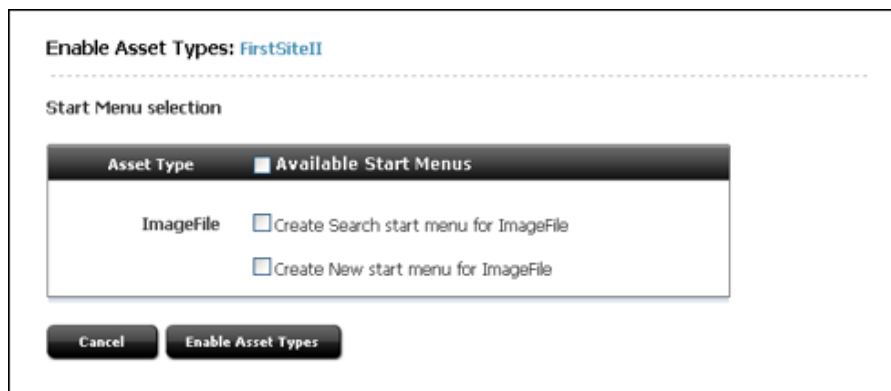 Enable Asset Types: FirstSiteII
Start Menu selection
Asset Type Available Start Menus
ImageFile Create Search start menu for ImageFile
Create New start menu for ImageFile
Cancel Enable Asset Types